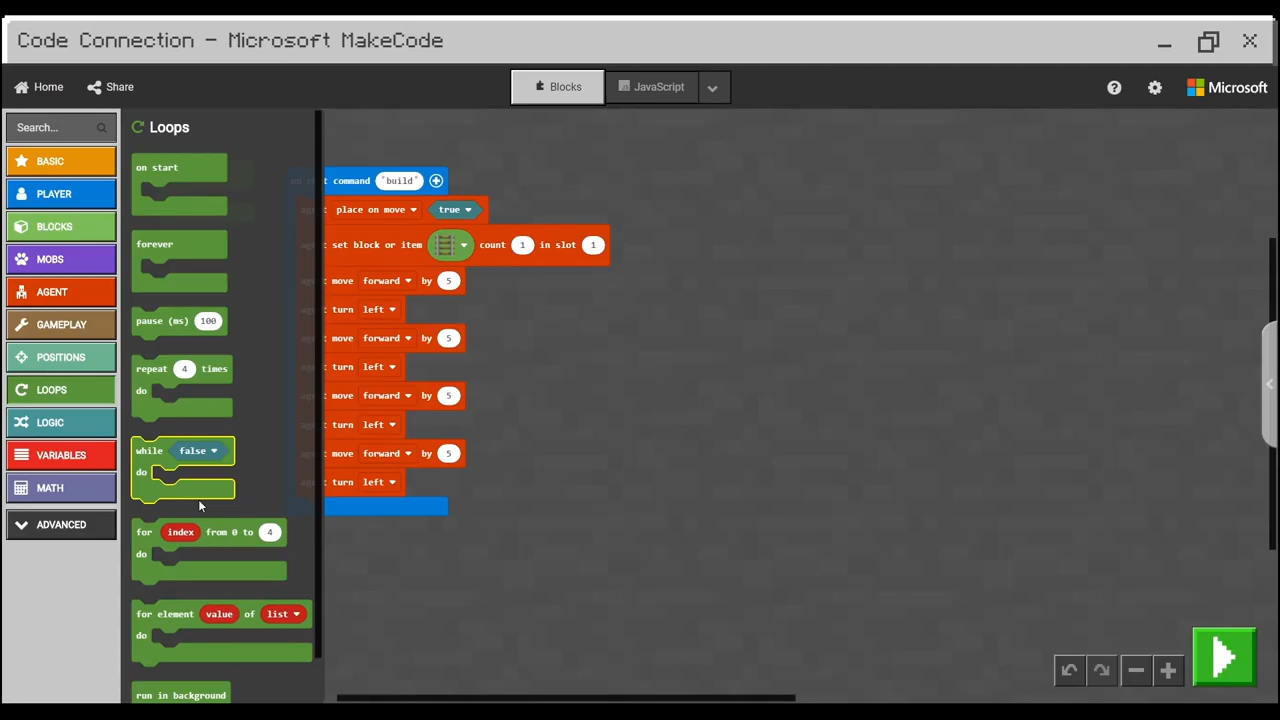 Code Connection - Microsoft MakeCode
Home Share Blocks JavaScript Microsoft
Search...
BASIC
PLAYER
BLOCKS
MOBS
AGENT
GAMEPLAY
POSITIONS
LOOPS
LOGIC
VARIABLES
MATH
ADVANCED
Loops
on start
forever
pause (ms) 100
repeat 4 times
do
while false
do
for index from 0 to 4
do
for element value of list
do
run in background
command "build"
place on move true
set block or item count 1 in slot 1
move forward by 5
turn left
move forward by 5
turn left
move forward by 5
turn left
move forward by 5
turn left